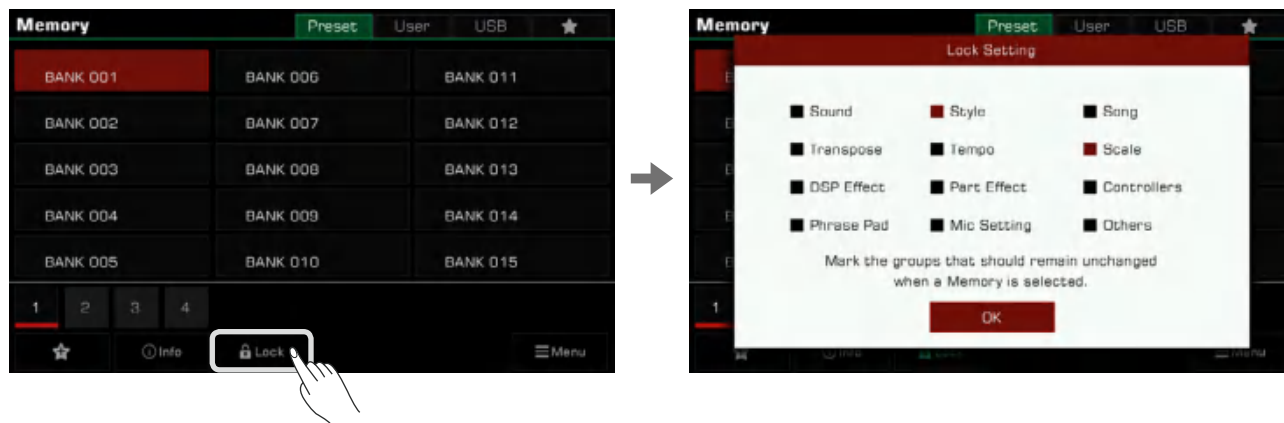 Memory Preset User USB
BANK 001 BANK 006 BANK 011
BANK 002 BANK 007 BANK 012
BANK 003 BANK 008 BANK 013
BANK 004 BANK 009 BANK 014
BANK 005 BANK 010 BANK 015
1 2 3 4
Info Lock Menu
Memory Preset User USB
Lock Setting
Sound Style Song
Transpose Tempo Scale
DSP Effect Part Effect Controllers
Phrase Pad Mic Setting Others
Mark the groups that should remain unchanged
when a Memory is selected.
1
OK
Info Menu